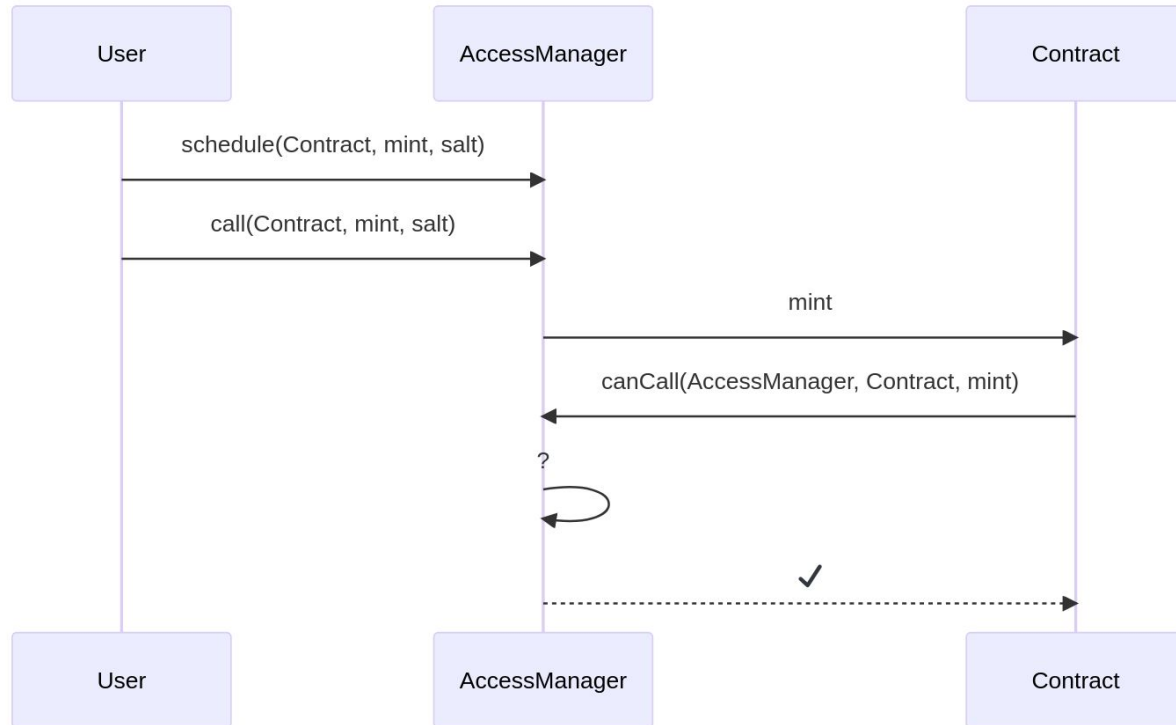 User
AccessManager
Contract
schedule(Contract, mint, salt)
call(Contract, mint, salt)
mint
canCall(AccessManager, Contract, mint)
?
✓
User
AccessManager
Contract